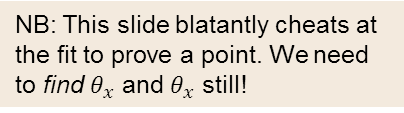 NB: This slide blatantly cheats at
the fit to prove a point. We need
to find θₓ and θₓ still!